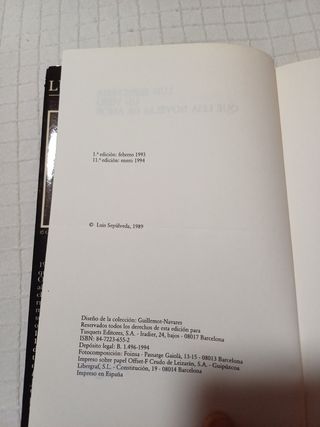 1.ª edición: febrero 1993
11.ª edición: enero 1994
© Luis Sepúlveda, 1989
Diseño de la colección: Guillemot-Navares
Reservados todos los derechos de esta edición para
Tusquets Editores, S.A. - Iradier, 24, bajos - 08017 Barcelona
ISBN: 84-7223-655-2
Depósito legal: B. 1.496-1994
Fotocomposición: Foinsa - Passatge Gaiolà, 13-15 - 08013 Barcelona
Impreso sobre papel Offset-F Crudo de Leizarán, S.A. - Guipúzcoa
Libergraf, S.L. - Constitución, 19 - 08014 Barcelona
Impreso en España